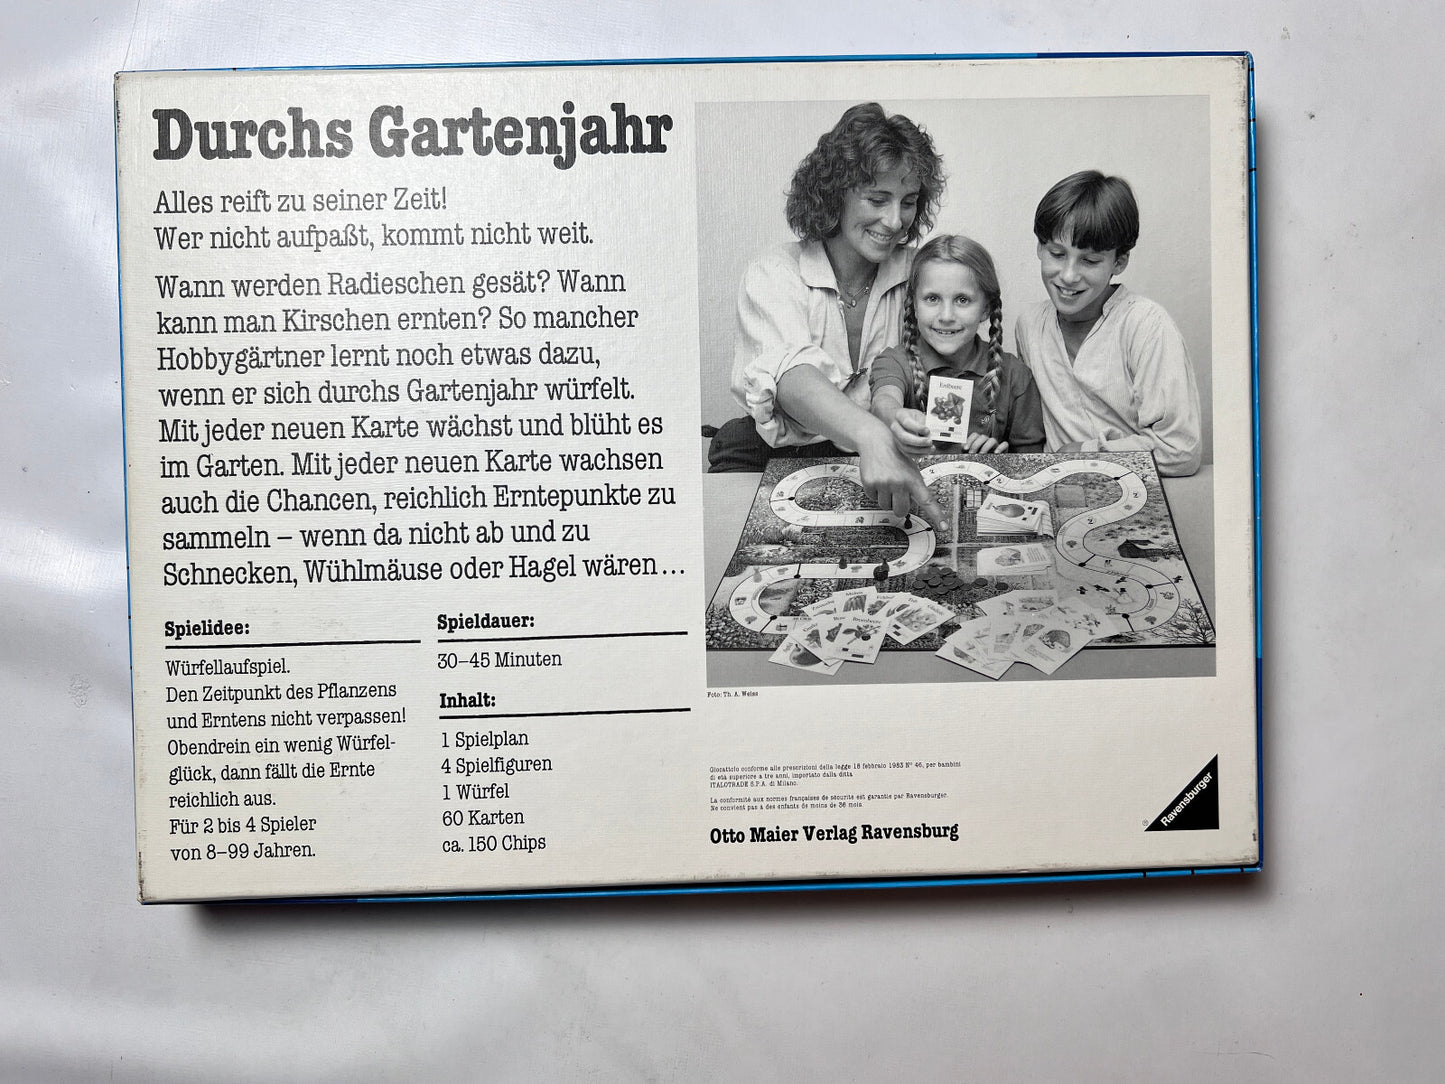 Durchs Gartenjahr
Alles reift zu seiner Zeit!
Wer nicht aufpaßt, kommt nicht weit.
Wann werden Radieschen gesät? Wann
kann man Kirschen ernten? So mancher
Hobbygärtner lernt noch etwas dazu,
wenn er sich durchs Gartenjahr würfelt.
Mit jeder neuen Karte wächst und blüht es
im Garten. Mit jeder neuen Karte wachsen
auch die Chancen, reichlich Erntepunkte zu
sammeln – wenn da nicht ab und zu
Schnecken, Wühlmäuse oder Hagel wären...
Spielidee:
Würfellaufspiel.
Den Zeitpunkt des Pflanzens
und Erntens nicht verpassen!
Obendrein ein wenig Würfel-
glück, dann fällt die Ernte
reichlich aus.
Für 2 bis 4 Spieler
von 8–99 Jahren.
Spieldauer:
30–45 Minuten
Inhalt:
1 Spielplan
4 Spielfiguren
1 Würfel
60 Karten
ca. 150 Chips
Erdbeere
Foto: Th. A. Weiss
Giocattolo conforme alle prescrizioni della legge 18 febbraio 1983 N° 46, per bambini
di età superiore a tre anni, importato dalla ditta
ITALOTRADE S.P.A. di Milano.
La conformité aux normes françaises de sécurité est garantie par Ravensburger.
Ne convient pas à des enfants de moins de 36 mois.
Otto Maier Verlag Ravensburg
® Ravensburger